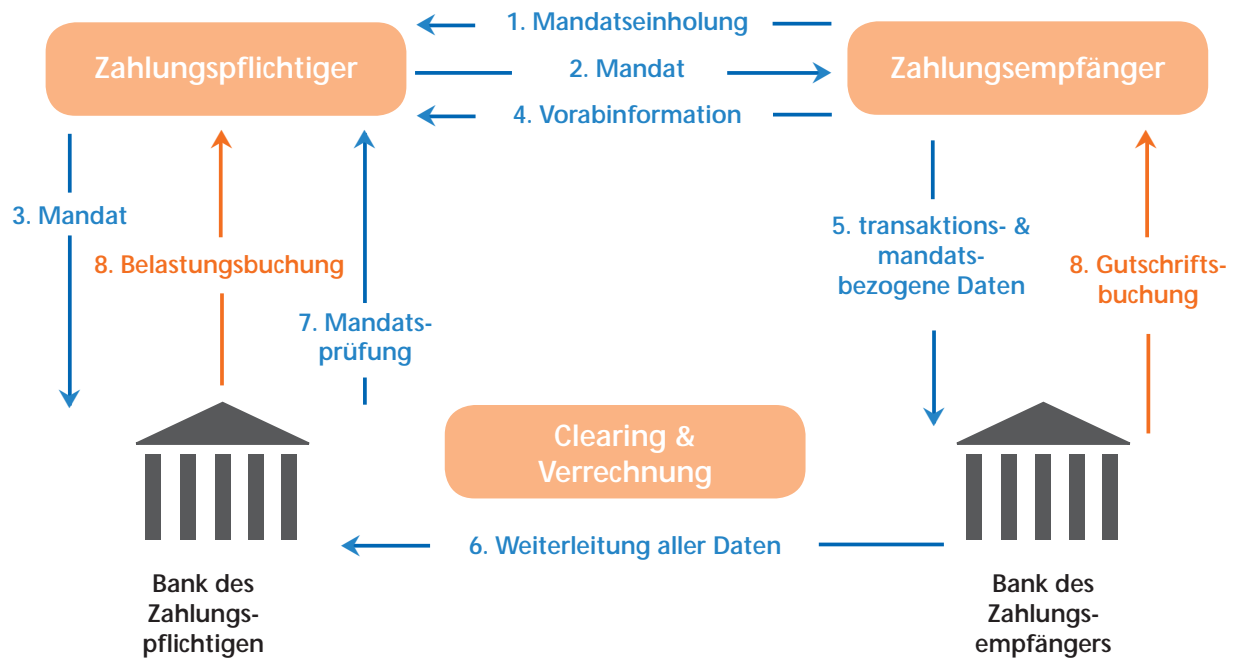 1. Mandatseinholung
Zahlungspflichtiger
2. Mandat
Zahlungsempfänger
4. Vorabinformation
3. Mandat
8. Belastungsbuchung
7. Mandats-
prüfung
5. transaktions- &
mandats-
bezogene Daten
8. Gutschrifts-
buchung
Clearing &
Verrechnung
6. Weiterleitung aller Daten
Bank des
Zahlungs-
pflichtigen
Bank des
Zahlungs-
empfängers